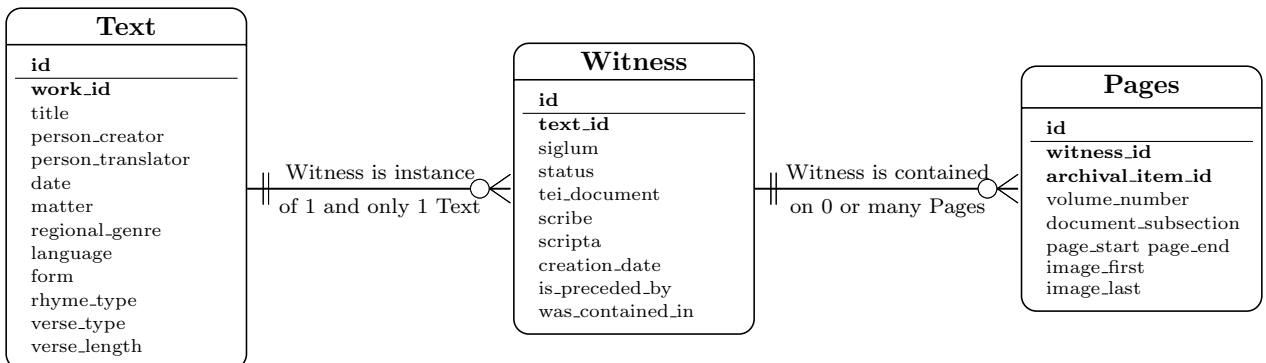 Text
id
work_id
title
person_creator
person_translator
date
matter
regional_genre
language
form
rhyme_type
verse_type
verse_length
Witness is instance
of 1 and only 1 Text
Witness
id
text_id
siglum
status
tei_document
scribe
scripta
creation_date
is_preceded_by
was_contained_in
Witness is contained
on 0 or many Pages
Pages
id
witness_id
archival_item_id
volume_number
document_subsection
page_start page_end
image_first
image_last